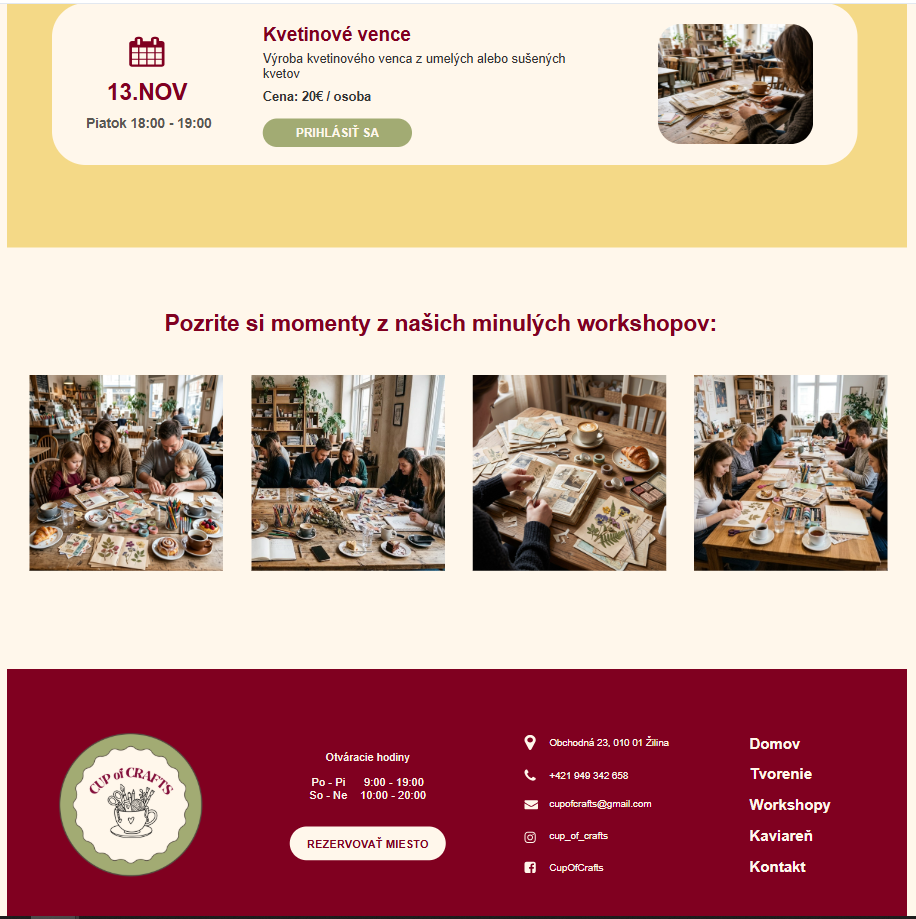 13.NOV
Piatok 18:00 - 19:00
Kvetinové vence
Výroba kvetinového venca z umelých alebo sušených
kvetov
Cena: 20€ / osoba
PRIHLÁSIŤ SA
Pozrite si momenty z našich minulých workshopov:
CUP of CRAFTS
Otváracie hodiny
Po - Pi 9:00 - 19:00
So - Ne 10:00 - 20:00
REZERVOVAŤ MIESTO
Obchodná 23, 010 01 Žilina
+421 949 342 658
cupofcrafts@gmail.com
cup_of_crafts
CupOfCrafts
Domov
Tvorenie
Workshopy
Kaviareň
Kontakt